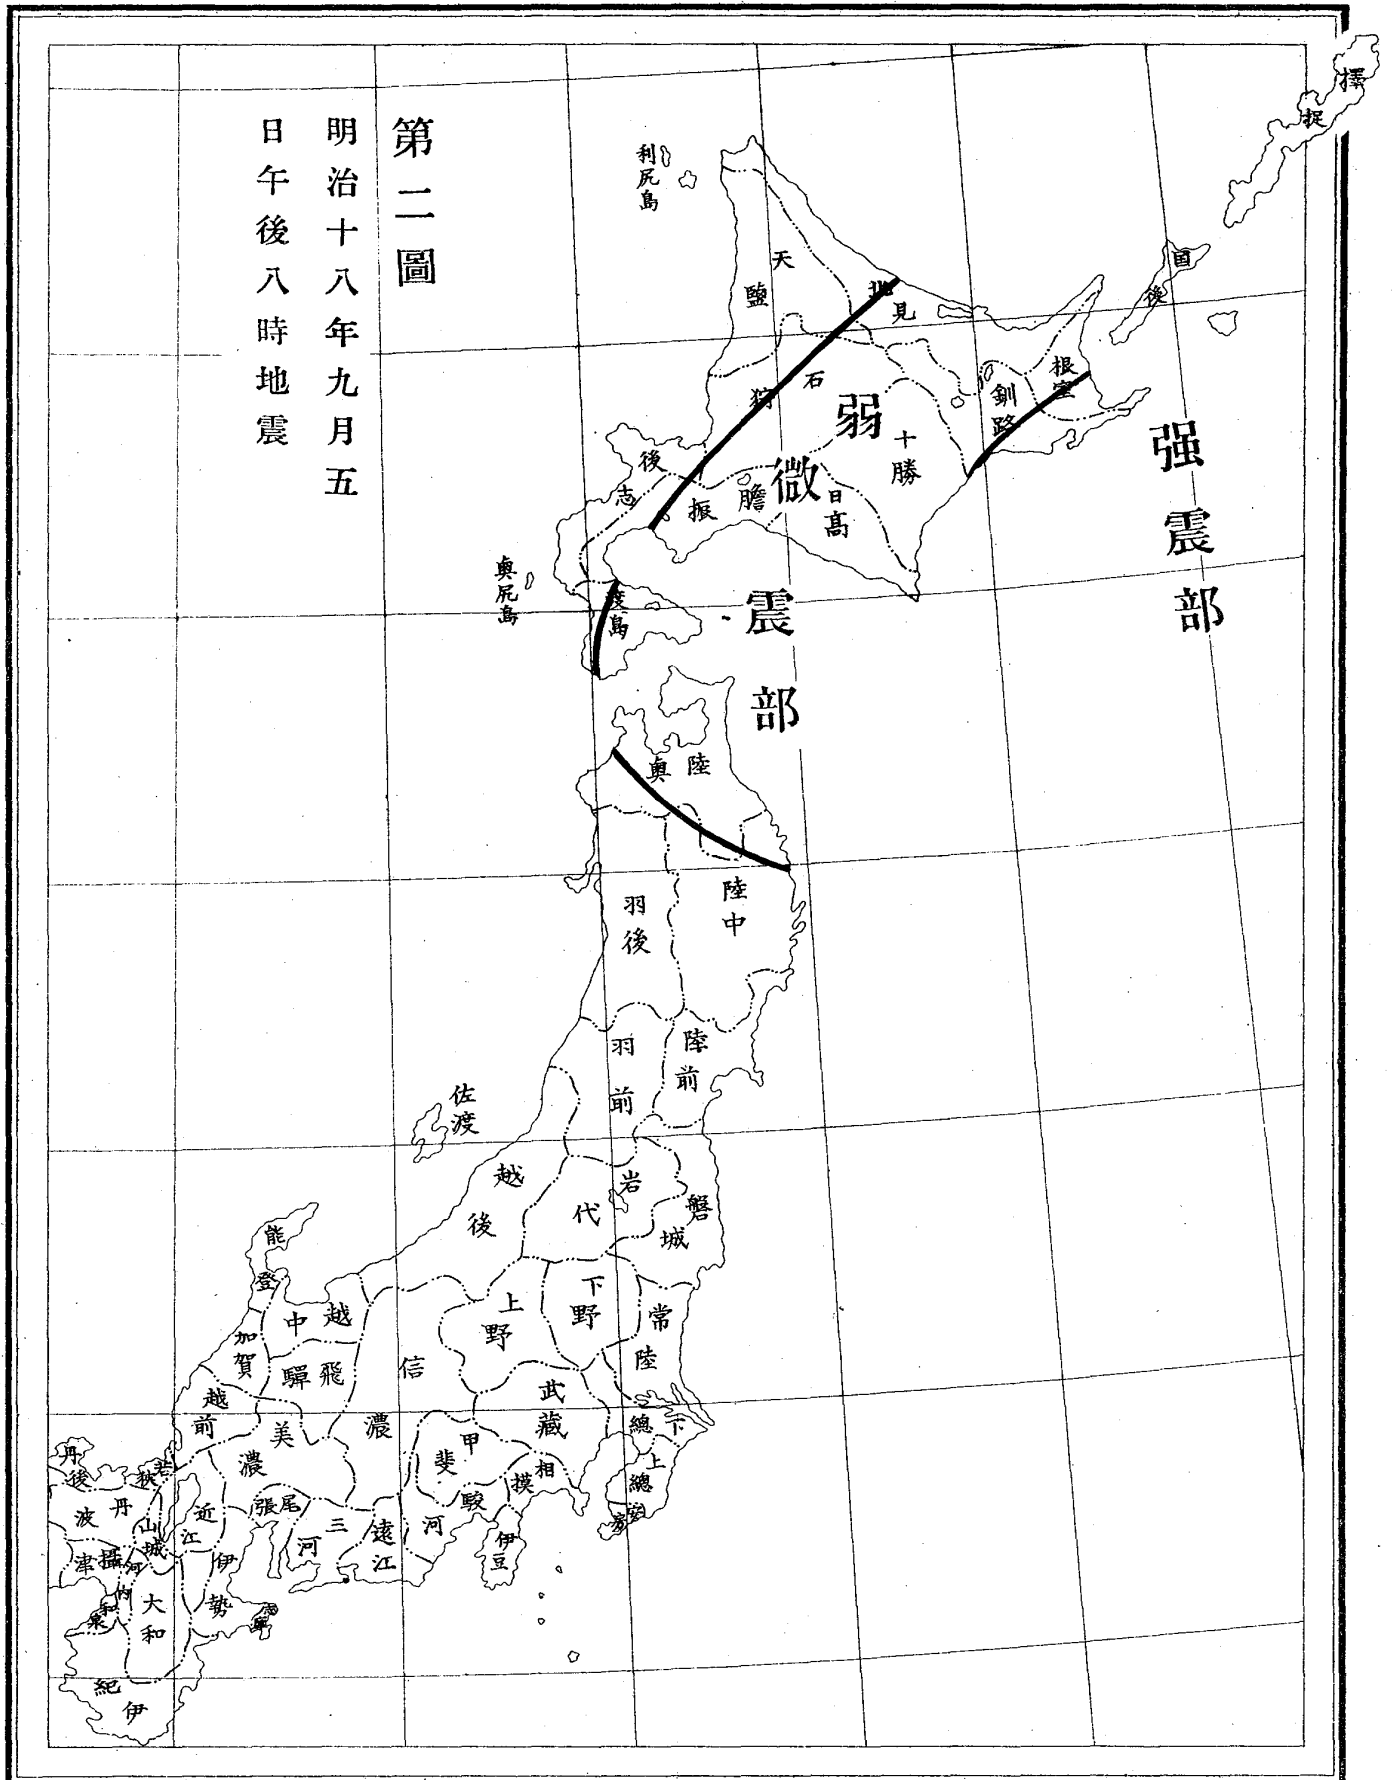 第二圖
明治十八年九月五
日午後八時地震
强震部
弱
微
震部
擇捉
国後
利尻島
天鹽
北見
根室
釧路
石狩
十勝
日髙
膽振
後志
奥尻島
渡島
陸奥
陸中
羽後
陸前
羽前
佐渡
越後
岩代
磐城
能登
越中
加賀
飛驒
信濃
上野
下野
常陸
武藏
下總
上總
安房
越前
美濃
甲斐
相摸
駿河
伊豆
遠江
三河
尾張
若狹
丹後
丹波
近江
山城
攝津
河内
和泉
大和
伊勢
紀伊